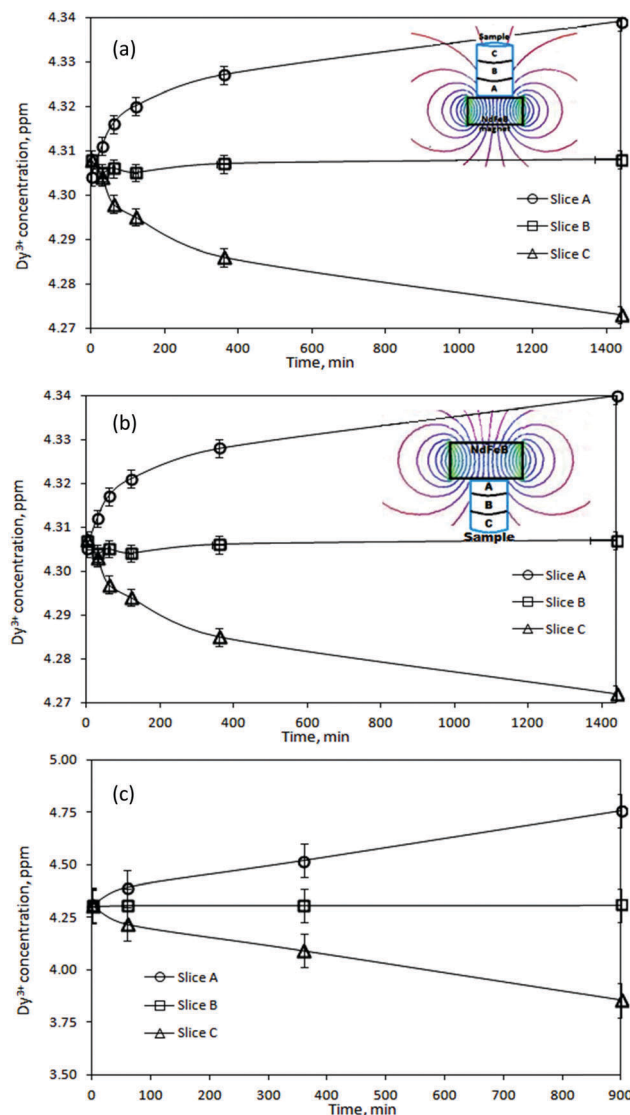 (a)
4.34
4.33
4.32
4.31
4.30
4.29
4.28
4.27
Dy³⁺ concentration, ppm
Sample
C
B
A
NdFeB
magnet
Slice A
Slice B
Slice C
0 200 400 600 800 1000 1200 1400
Time, min
(b)
4.34
4.33
4.32
4.31
4.30
4.29
4.28
4.27
Dy³⁺ concentration, ppm
NdFeB
A
B
C
Sample
Slice A
Slice B
Slice C
0 200 400 600 800 1000 1200 1400
Time, min
(c)
5.00
4.75
4.50
4.25
4.00
3.75
3.50
Dy³⁺ concentration, ppm
Slice A
Slice B
Slice C
0 100 200 300 400 500 600 700 800 900
Time, min